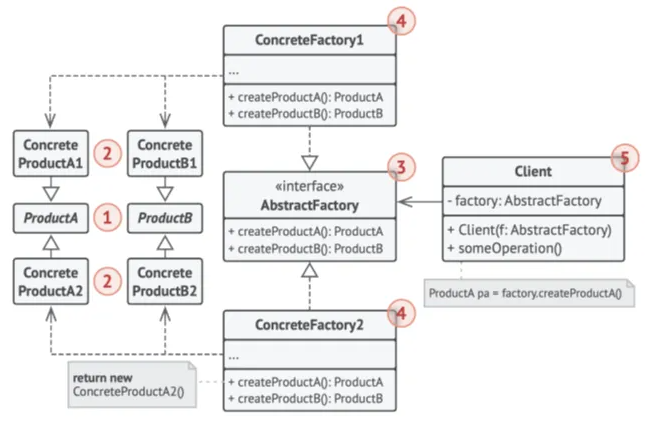 4
ConcreteFactory1
...
+ createProductA(): ProductA
+ createProductB(): ProductB
Concrete
ProductA1
2
Concrete
ProductB1
ProductA
1
ProductB
Concrete
ProductA2
2
Concrete
ProductB2
3
«interface»
AbstractFactory
+ createProductA(): ProductA
+ createProductB(): ProductB
5
Client
- factory: AbstractFactory
+ Client(f: AbstractFactory)
+ someOperation()
ProductA pa = factory.createProductA()
4
ConcreteFactory2
...
+ createProductA(): ProductA
+ createProductB(): ProductB
return new
ConcreteProductA2()